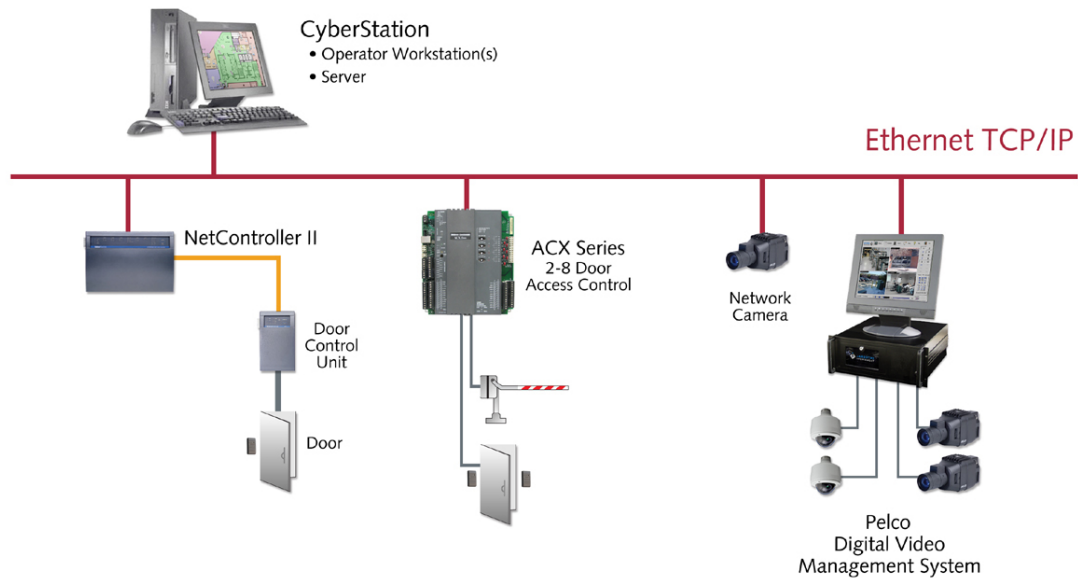 CyberStation
• Operator Workstation(s)
• Server
Ethernet TCP/IP
NetController II
Door
Control
Unit
Door
ACX Series
2-8 Door
Access Control
Network
Camera
Pelco
Digital Video
Management System